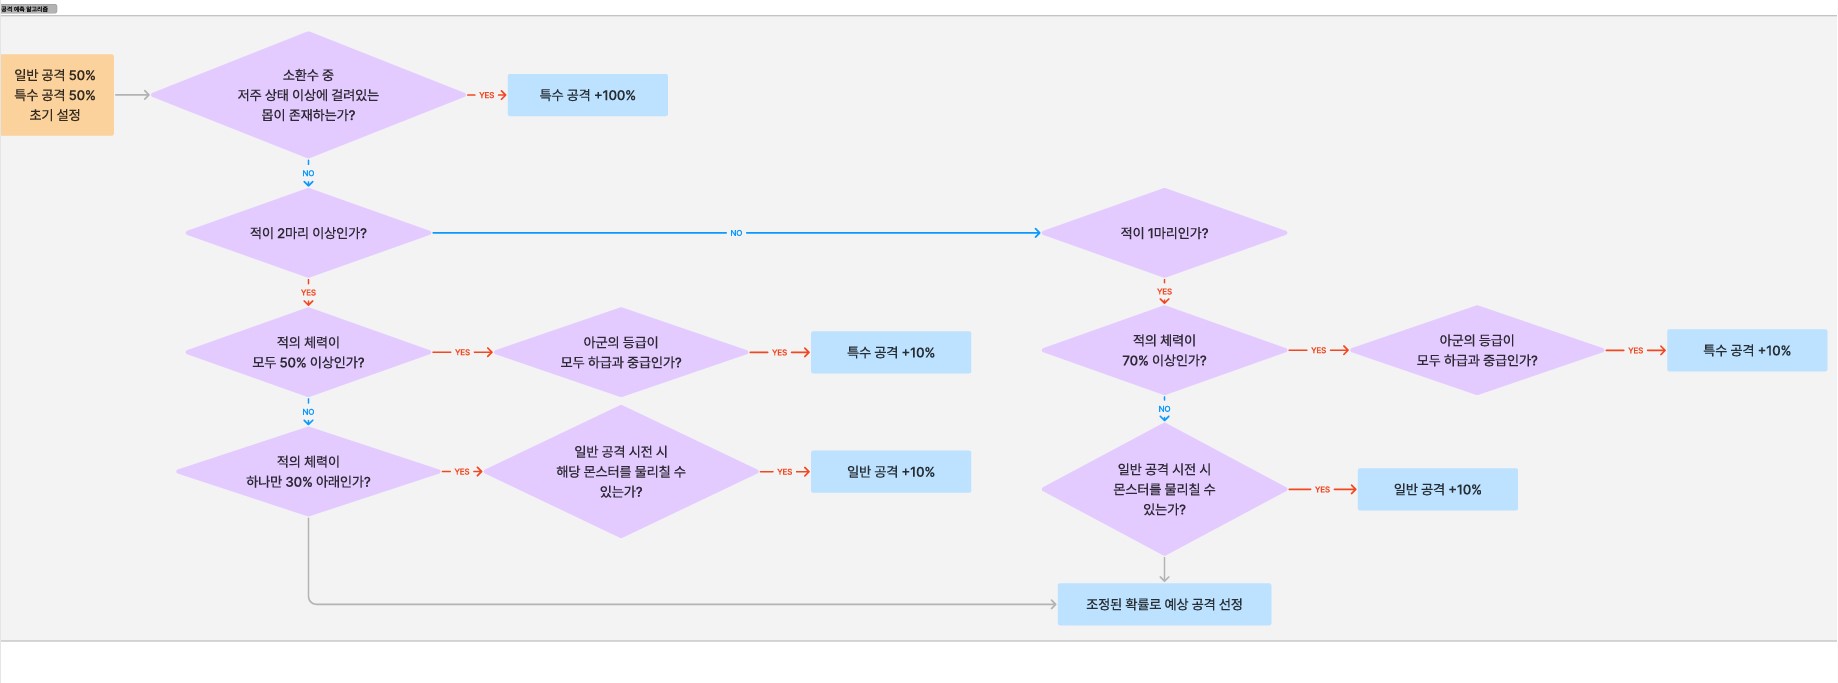 공격 예측 알고리즘
일반 공격 50%
특수 공격 50%
초기 설정
소환수 중
저주 상태 이상에 걸려있는
몹이 존재하는가?
YES
특수 공격 +100%
NO
적이 2마리 이상인가?
NO
적이 1마리인가?
YES
YES
적의 체력이
모두 50% 이상인가?
YES
아군의 등급이
모두 하급과 중급인가?
YES
특수 공격 +10%
적의 체력이
70% 이상인가?
YES
아군의 등급이
모두 하급과 중급인가?
YES
특수 공격 +10%
NO
NO
적의 체력이
하나만 30% 아래인가?
YES
일반 공격 시전 시
해당 몬스터를 물리칠 수
있는가?
YES
일반 공격 +10%
일반 공격 시전 시
몬스터를 물리칠 수
있는가?
YES
일반 공격 +10%
조정된 확률로 예상 공격 선정